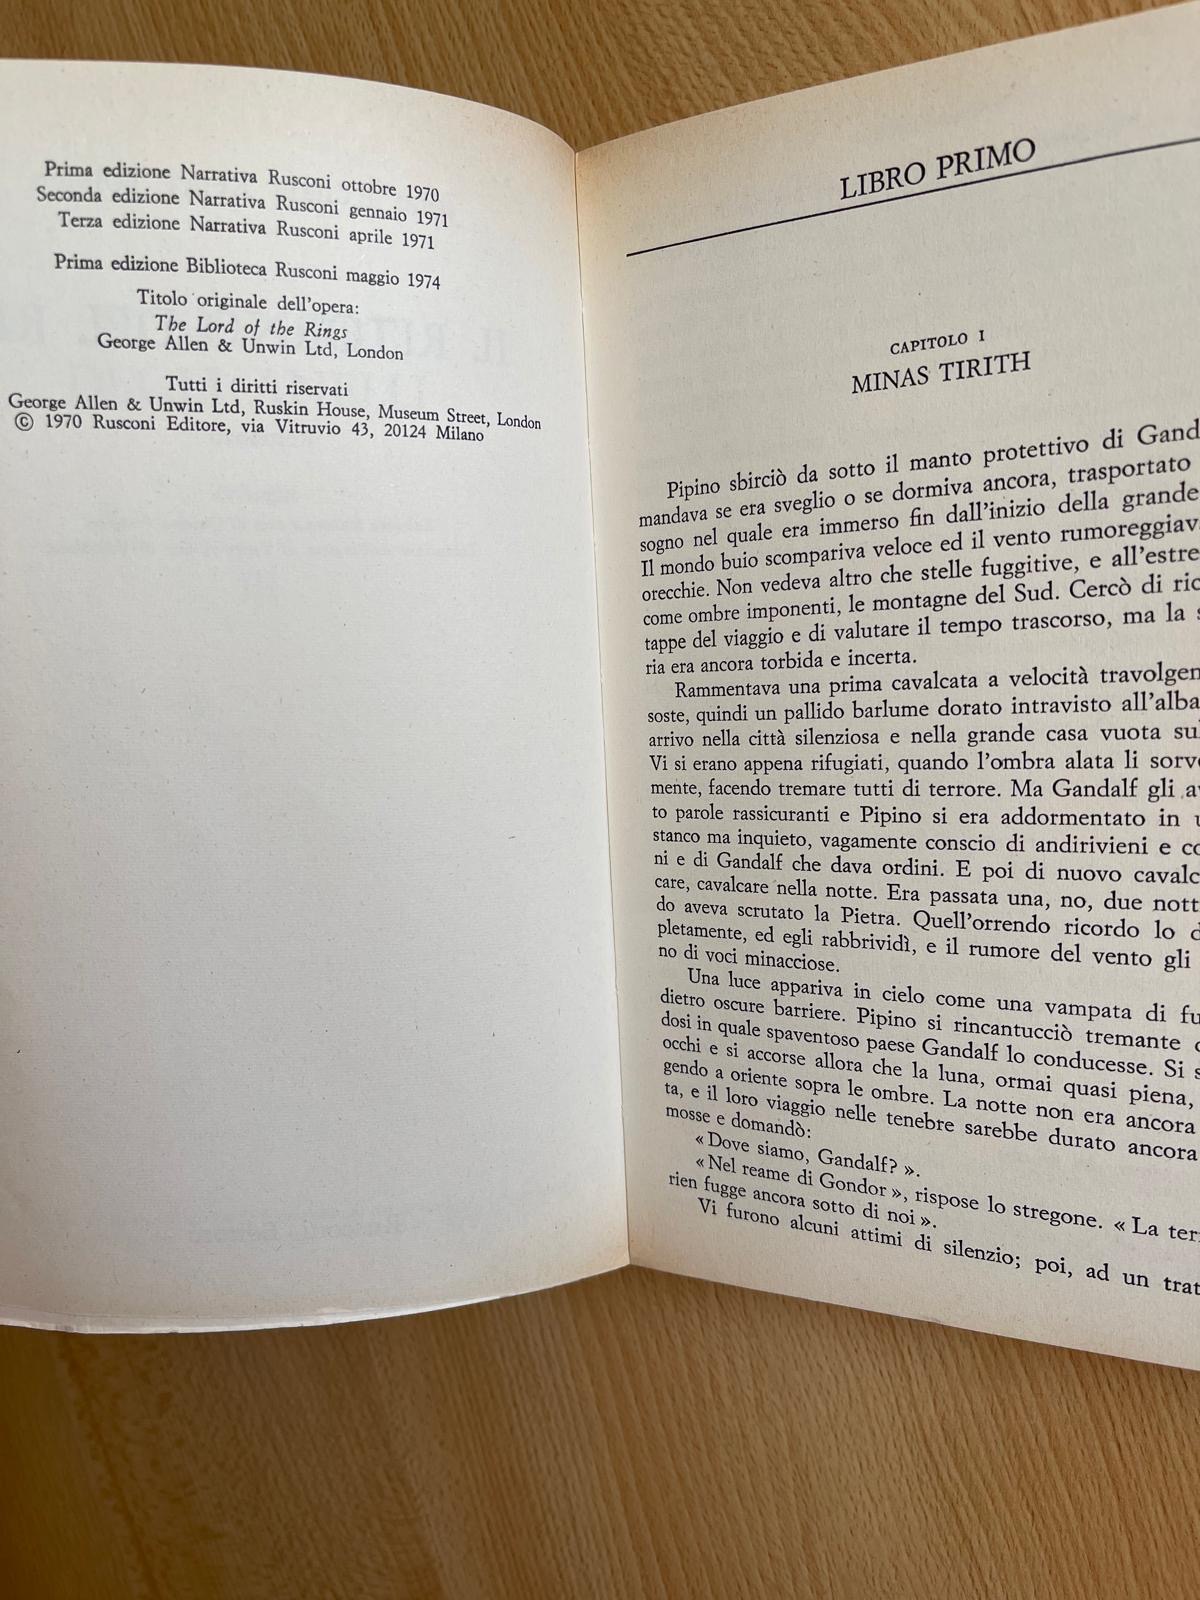 Prima edizione Narrativa Rusconi ottobre 1970
Seconda edizione Narrativa Rusconi gennaio 1971
Terza edizione Narrativa Rusconi aprile 1971
Prima edizione Biblioteca Rusconi maggio 1974
Titolo originale dell'opera:
The Lord of the Rings
George Allen & Unwin Ltd, London
Tutti i diritti riservati
George Allen & Unwin Ltd, Ruskin House, Museum Street, London
© 1970 Rusconi Editore, via Vitruvio 43, 20124 Milano
LIBRO PRIMO
CAPITOLO I
MINAS TIRITH
Pipino sbirciò da sotto il manto protettivo di Gand
mandava se era sveglio o se dormiva ancora, trasportato
sogno nel quale era immerso fin dall'inizio della grande
Il mondo buio scompariva veloce ed il vento rumoreggiav
orecchie. Non vedeva altro che stelle fuggitive, e all'estre
come ombre imponenti, le montagne del Sud. Cercò di ric
tappe del viaggio e di valutare il tempo trascorso, ma la s
ria era ancora torbida e incerta.
Rammentava una prima cavalcata a velocità travolgen
soste, quindi un pallido barlume dorato intravisto all'alba
arrivo nella città silenziosa e nella grande casa vuota su
Vi si erano appena rifugiati, quando l'ombra alata li sorv
mente, facendo tremare tutti di terrore. Ma Gandalf gli av
to parole rassicuranti e Pipino si era addormentato in u
stanco ma inquieto, vagamente conscio di andirivieni e co
ni e di Gandalf che dava ordini. E poi di nuovo cavalc
care, cavalcare nella notte. Era passata una, no, due nott
do aveva scrutato la Pietra. Quell'orrendo ricordo lo d
pletamente, ed egli rabbrividì, e il rumore del vento gli
no di voci minacciose.
Una luce appariva in cielo come una vampata di fu
dietro oscure barriere. Pipino si rincantucciò tremante
dosi in quale spaventoso paese Gandalf lo conducesse. Si s
occhi e si accorse allora che la luna, ormai quasi piena,
gendo a oriente sopra le ombre. La notte non era ancora
ta, e il loro viaggio nelle tenebre sarebbe durato ancora
mosse e domandò:
« Dove siamo, Gandalf? ».
« Nel reame di Gondor », rispose lo stregone. « La ter
rien fugge ancora sotto di noi ».
Vi furono alcuni attimi di silenzio; poi, ad un trat